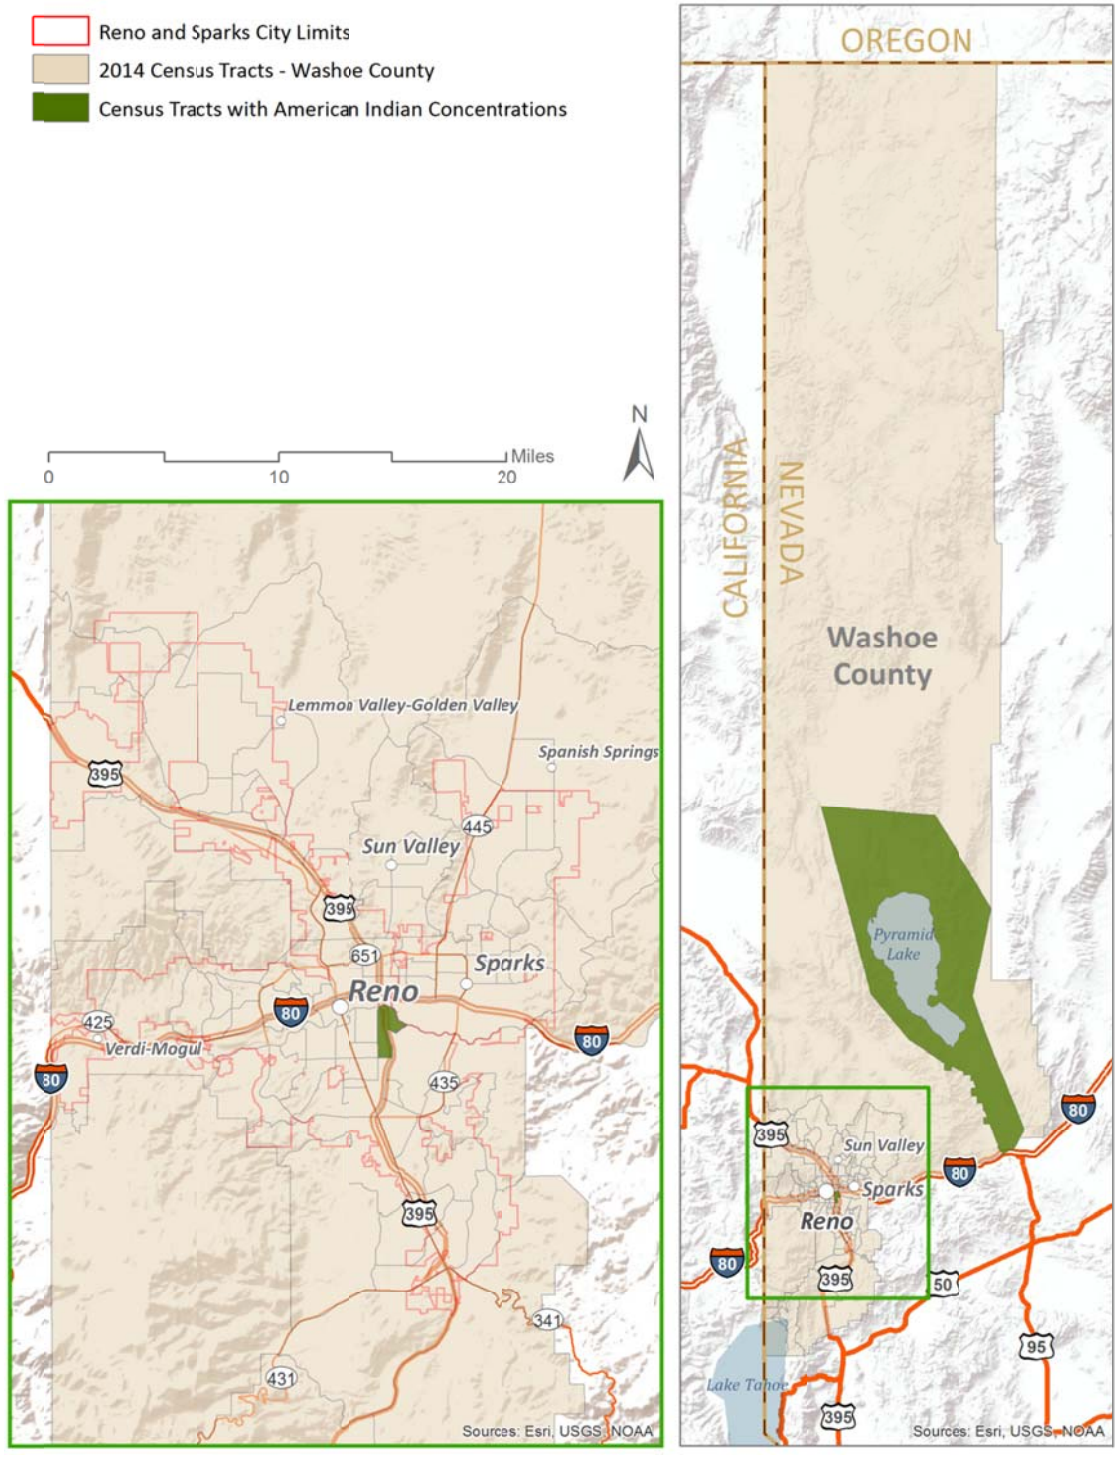 Reno and Sparks City Limits
2014 Census Tracts - Washoe County
Census Tracts with American Indian Concentrations
N
Miles
0 10 20
Lemmon Valley-Golden Valley
Spanish Springs
395
445
Sun Valley
395
651
Sparks
Reno
80
425
Verdi-Mogul
80
80
435
395
341
431
Sources: Esri, USGS, NOAA
OREGON
CALIFORNIA
NEVADA
Washoe
County
Pyramid
Lake
80
395
Sun Valley
80
Sparks
Reno
80
395
50
95
Lake Tahoe
395
Sources: Esri, USGS, NOAA